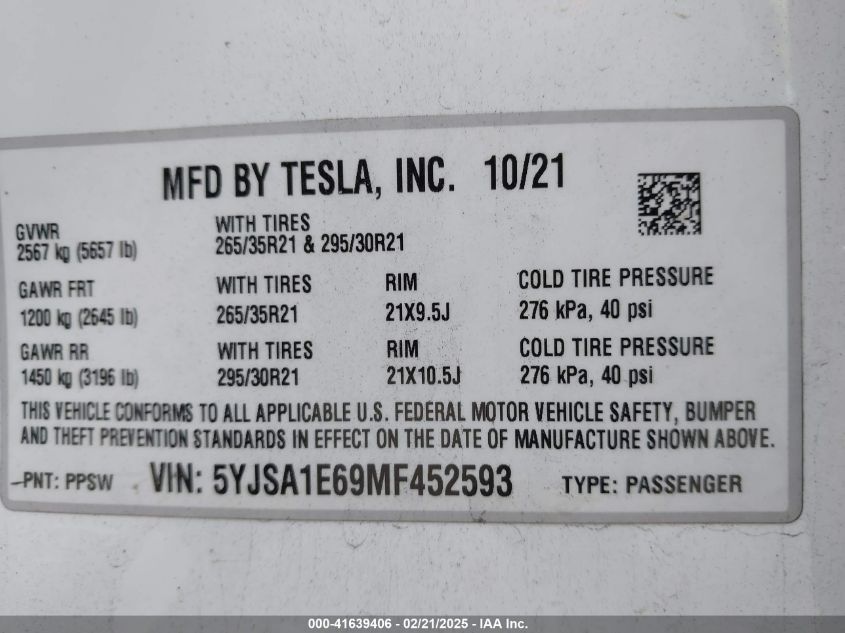 MFD BY TESLA, INC. 10/21
GVWR
2567 kg (5657 lb)
WITH TIRES
265/35R21 & 295/30R21
GAWR FRT WITH TIRES RIM COLD TIRE PRESSURE
1200 kg (2645 lb) 265/35R21 21X9.5J 276 kPa, 40 psi
GAWR RR WITH TIRES RIM COLD TIRE PRESSURE
1450 kg (3196 lb) 295/30R21 21X10.5J 276 kPa, 40 psi
THIS VEHICLE CONFORMS TO ALL APPLICABLE U.S. FEDERAL MOTOR VEHICLE SAFETY, BUMPER
AND THEFT PREVENTION STANDARDS IN EFFECT ON THE DATE OF MANUFACTURE SHOWN ABOVE.
PNT: PPSW VIN: 5YJSA1E69MF452593 TYPE: PASSENGER
000-41639406 - 02/21/2025 - IAA Inc.